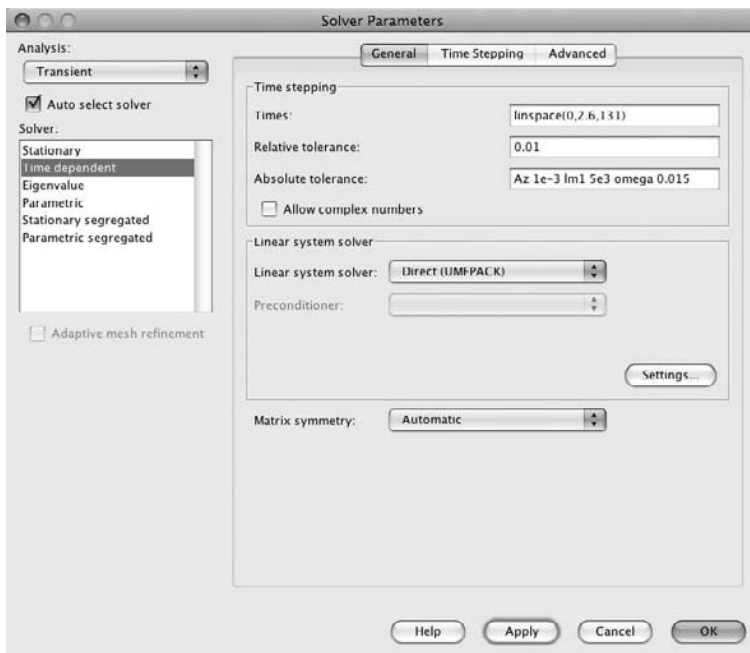 Solver Parameters
Analysis:
Transient
Auto select solver
Solver:
Stationary
Time dependent
Eigenvalue
Parametric
Stationary segregated
Parametric segregated
Adaptive mesh refinement
General Time Stepping Advanced
Time stepping
Times: linspace(0,2.6,131)
Relative tolerance: 0.01
Absolute tolerance: Az 1e-3 lm1 5e3 omega 0.015
Allow complex numbers
Linear system solver
Linear system solver: Direct (UMFPACK)
Preconditioner:
Settings...
Matrix symmetry: Automatic
Help Apply Cancel OK